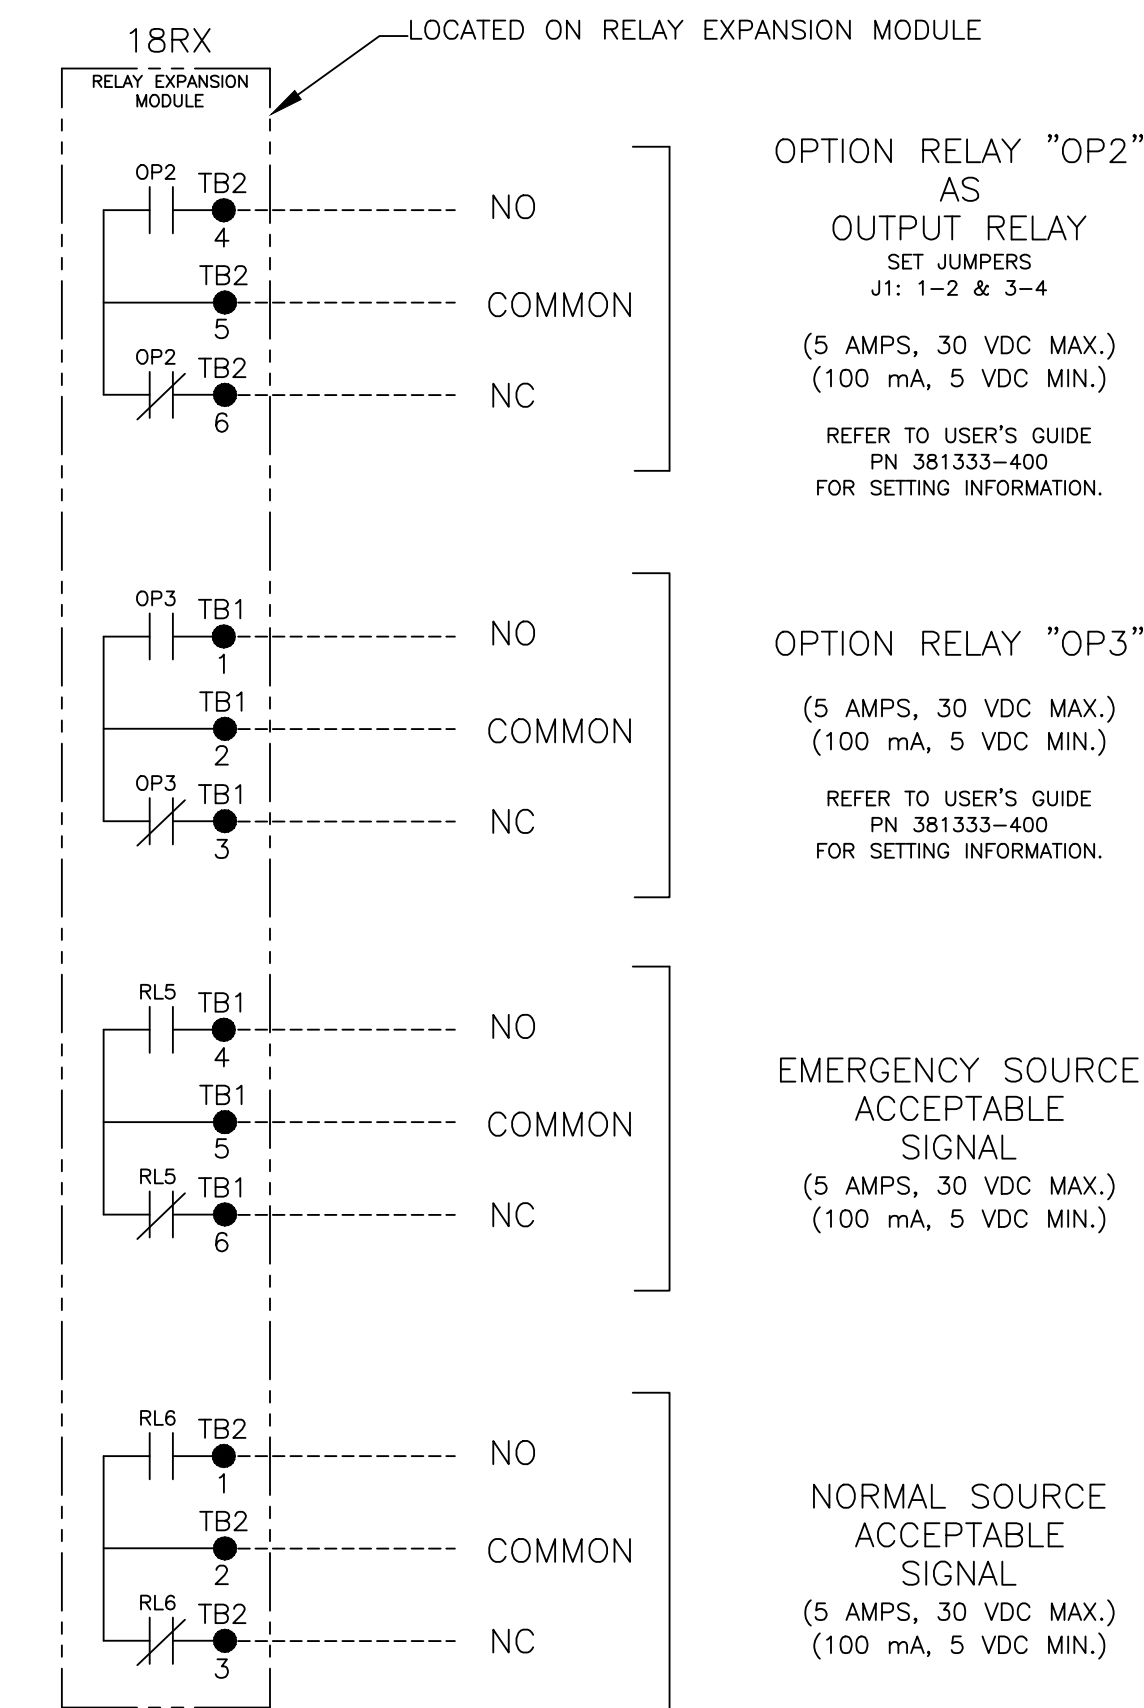 18RX
LOCATED ON RELAY EXPANSION MODULE
RELAY EXPANSION
MODULE
OP2 TB2
4
NO
TB2
5
COMMON
OP2 TB2
6
NC
OPTION RELAY ”OP2”
AS
OUTPUT RELAY
SET JUMPERS
J1: 1-2 & 3-4
(5 AMPS, 30 VDC MAX.)
(100 mA, 5 VDC MIN.)
REFER TO USER'S GUIDE
PN 381333-400
FOR SETTING INFORMATION.
OP3 TB1
1
NO
TB1
2
COMMON
OP3 TB1
3
NC
OPTION RELAY ”OP3”
(5 AMPS, 30 VDC MAX.)
(100 mA, 5 VDC MIN.)
REFER TO USER'S GUIDE
PN 381333-400
FOR SETTING INFORMATION.
RL5 TB1
4
NO
TB1
5
COMMON
RL5 TB1
6
NC
EMERGENCY SOURCE
ACCEPTABLE
SIGNAL
(5 AMPS, 30 VDC MAX.)
(100 mA, 5 VDC MIN.)
RL6 TB2
1
NO
TB2
2
COMMON
RL6 TB2
3
NC
NORMAL SOURCE
ACCEPTABLE
SIGNAL
(5 AMPS, 30 VDC MAX.)
(100 mA, 5 VDC MIN.)